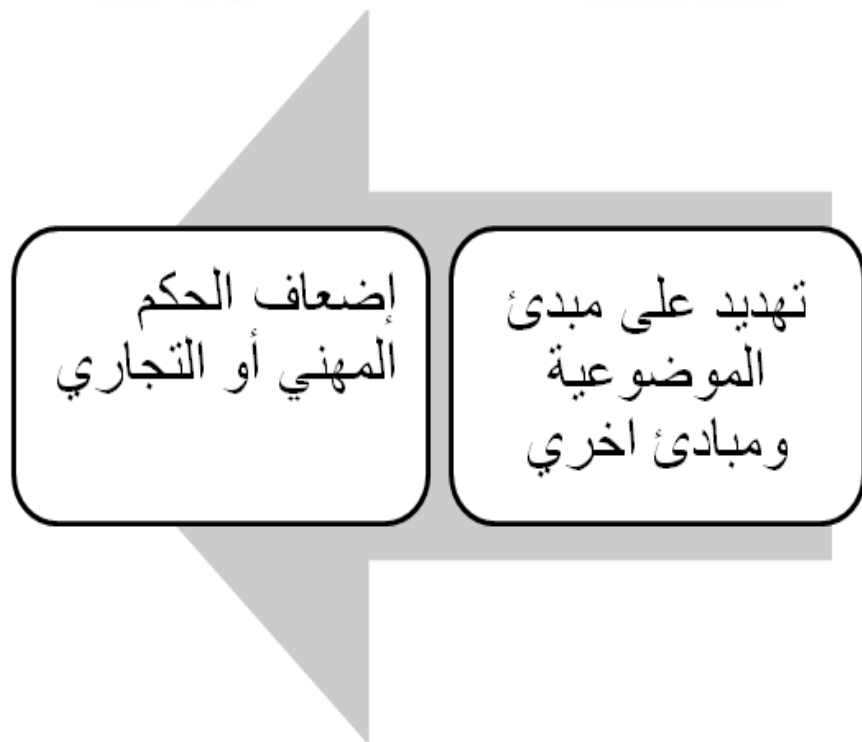 تهديد على مبدئ
الموضوعية
ومبادئ اخري
إضعاف الحكم
المهني أو التجاري